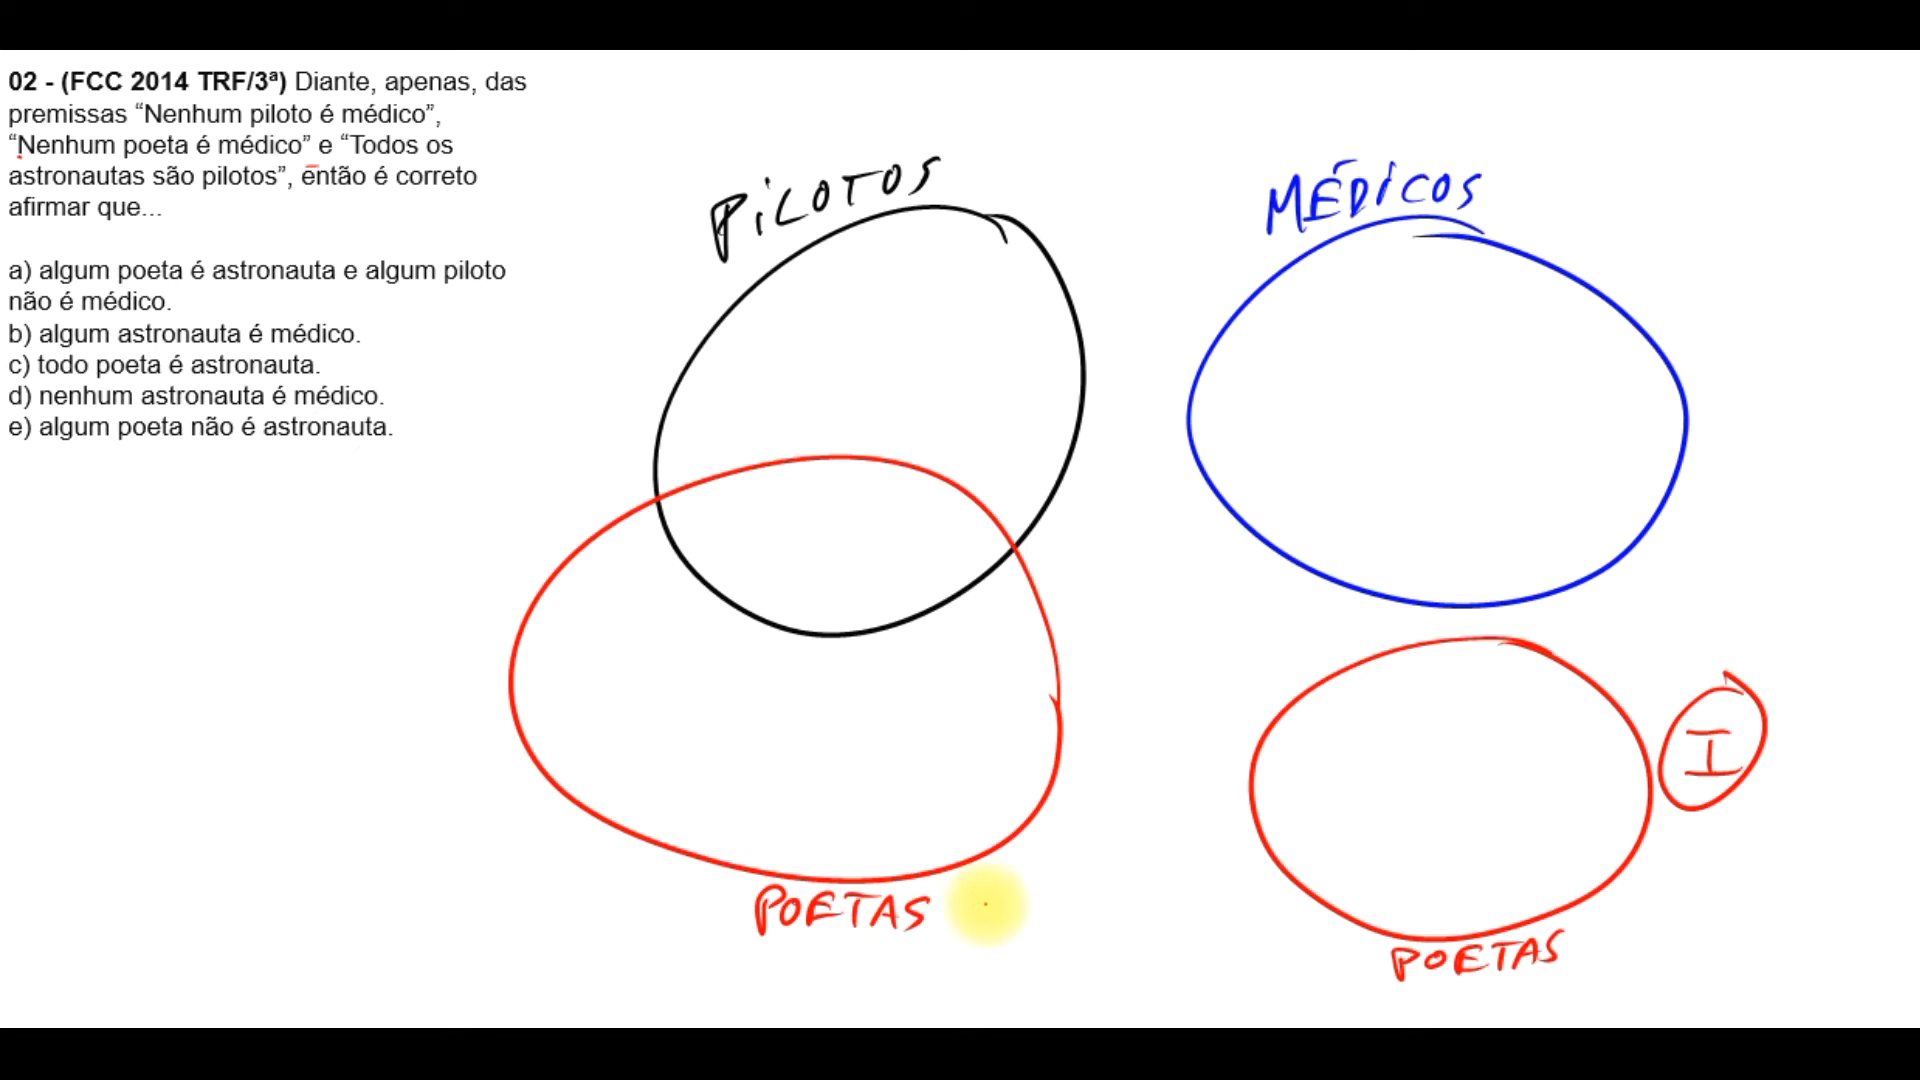 02 - (FCC 2014 TRF/3ª) Diante, apenas, das
premissas “Nenhum piloto é médico”,
“Nenhum poeta é médico” e “Todos os
astronautas são pilotos”, então é correto
afirmar que...
a) algum poeta é astronauta e algum piloto
não é médico.
b) algum astronauta é médico.
c) todo poeta é astronauta.
d) nenhum astronauta é médico.
e) algum poeta não é astronauta.
PiLOTOS
MÉDiCOS
I
POETAS
POETAS